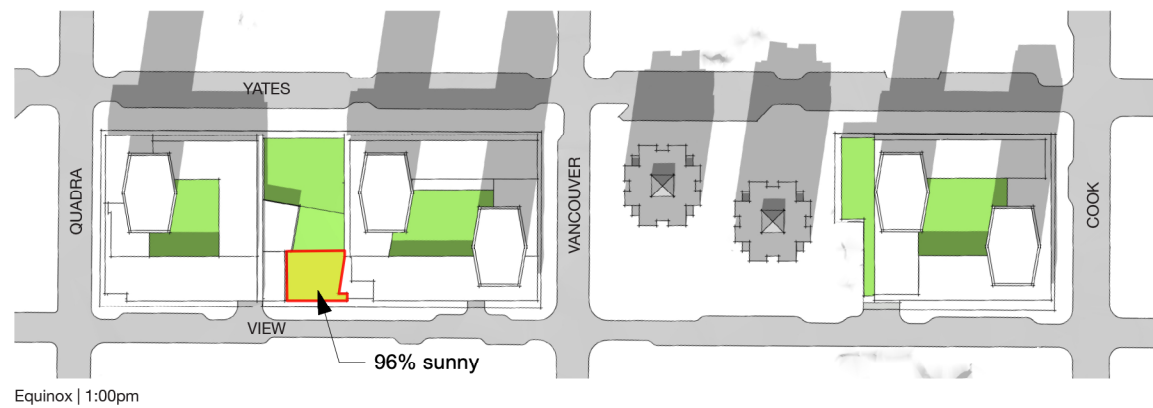 YATES
QUADRA
VANCOUVER
COOK
VIEW
96% sunny
Equinox | 1:00pm